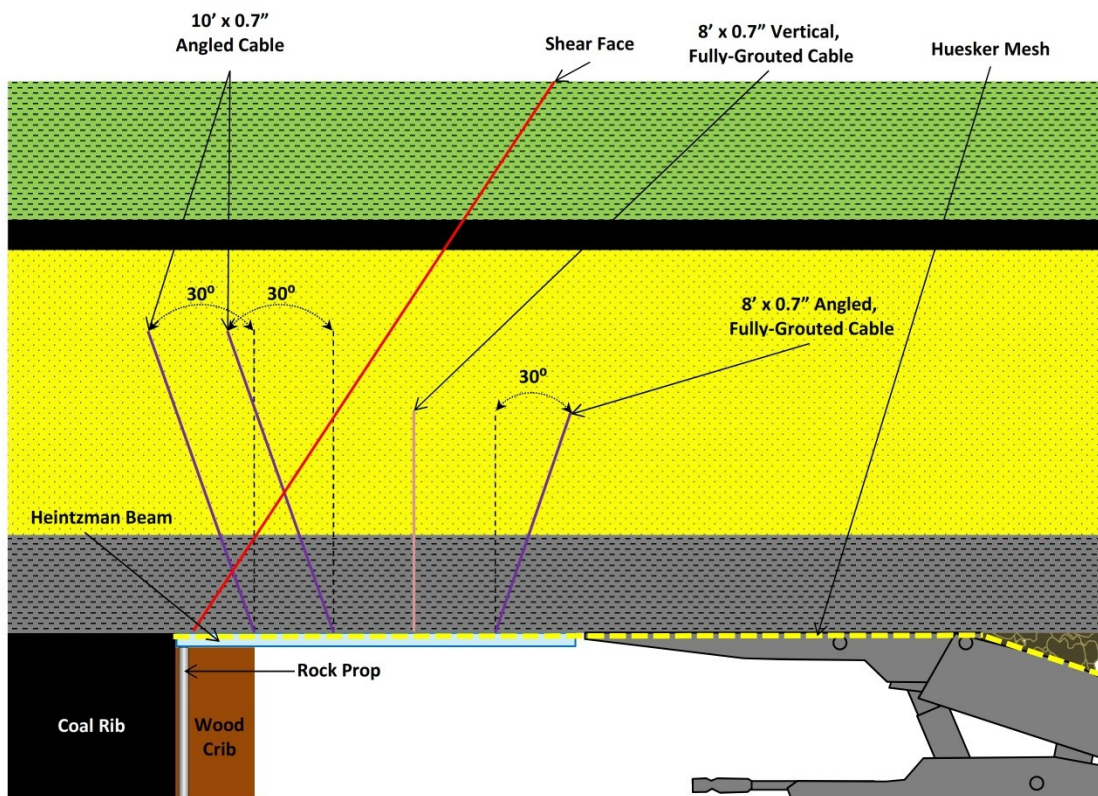 10’ x 0.7”
Angled Cable
Shear Face
8’ x 0.7” Vertical,
Fully-Grouted Cable
Huesker Mesh
30⁰
30⁰
8’ x 0.7” Angled,
Fully-Grouted Cable
30⁰
Heintzman Beam
Rock Prop
Coal Rib
Wood
Crib